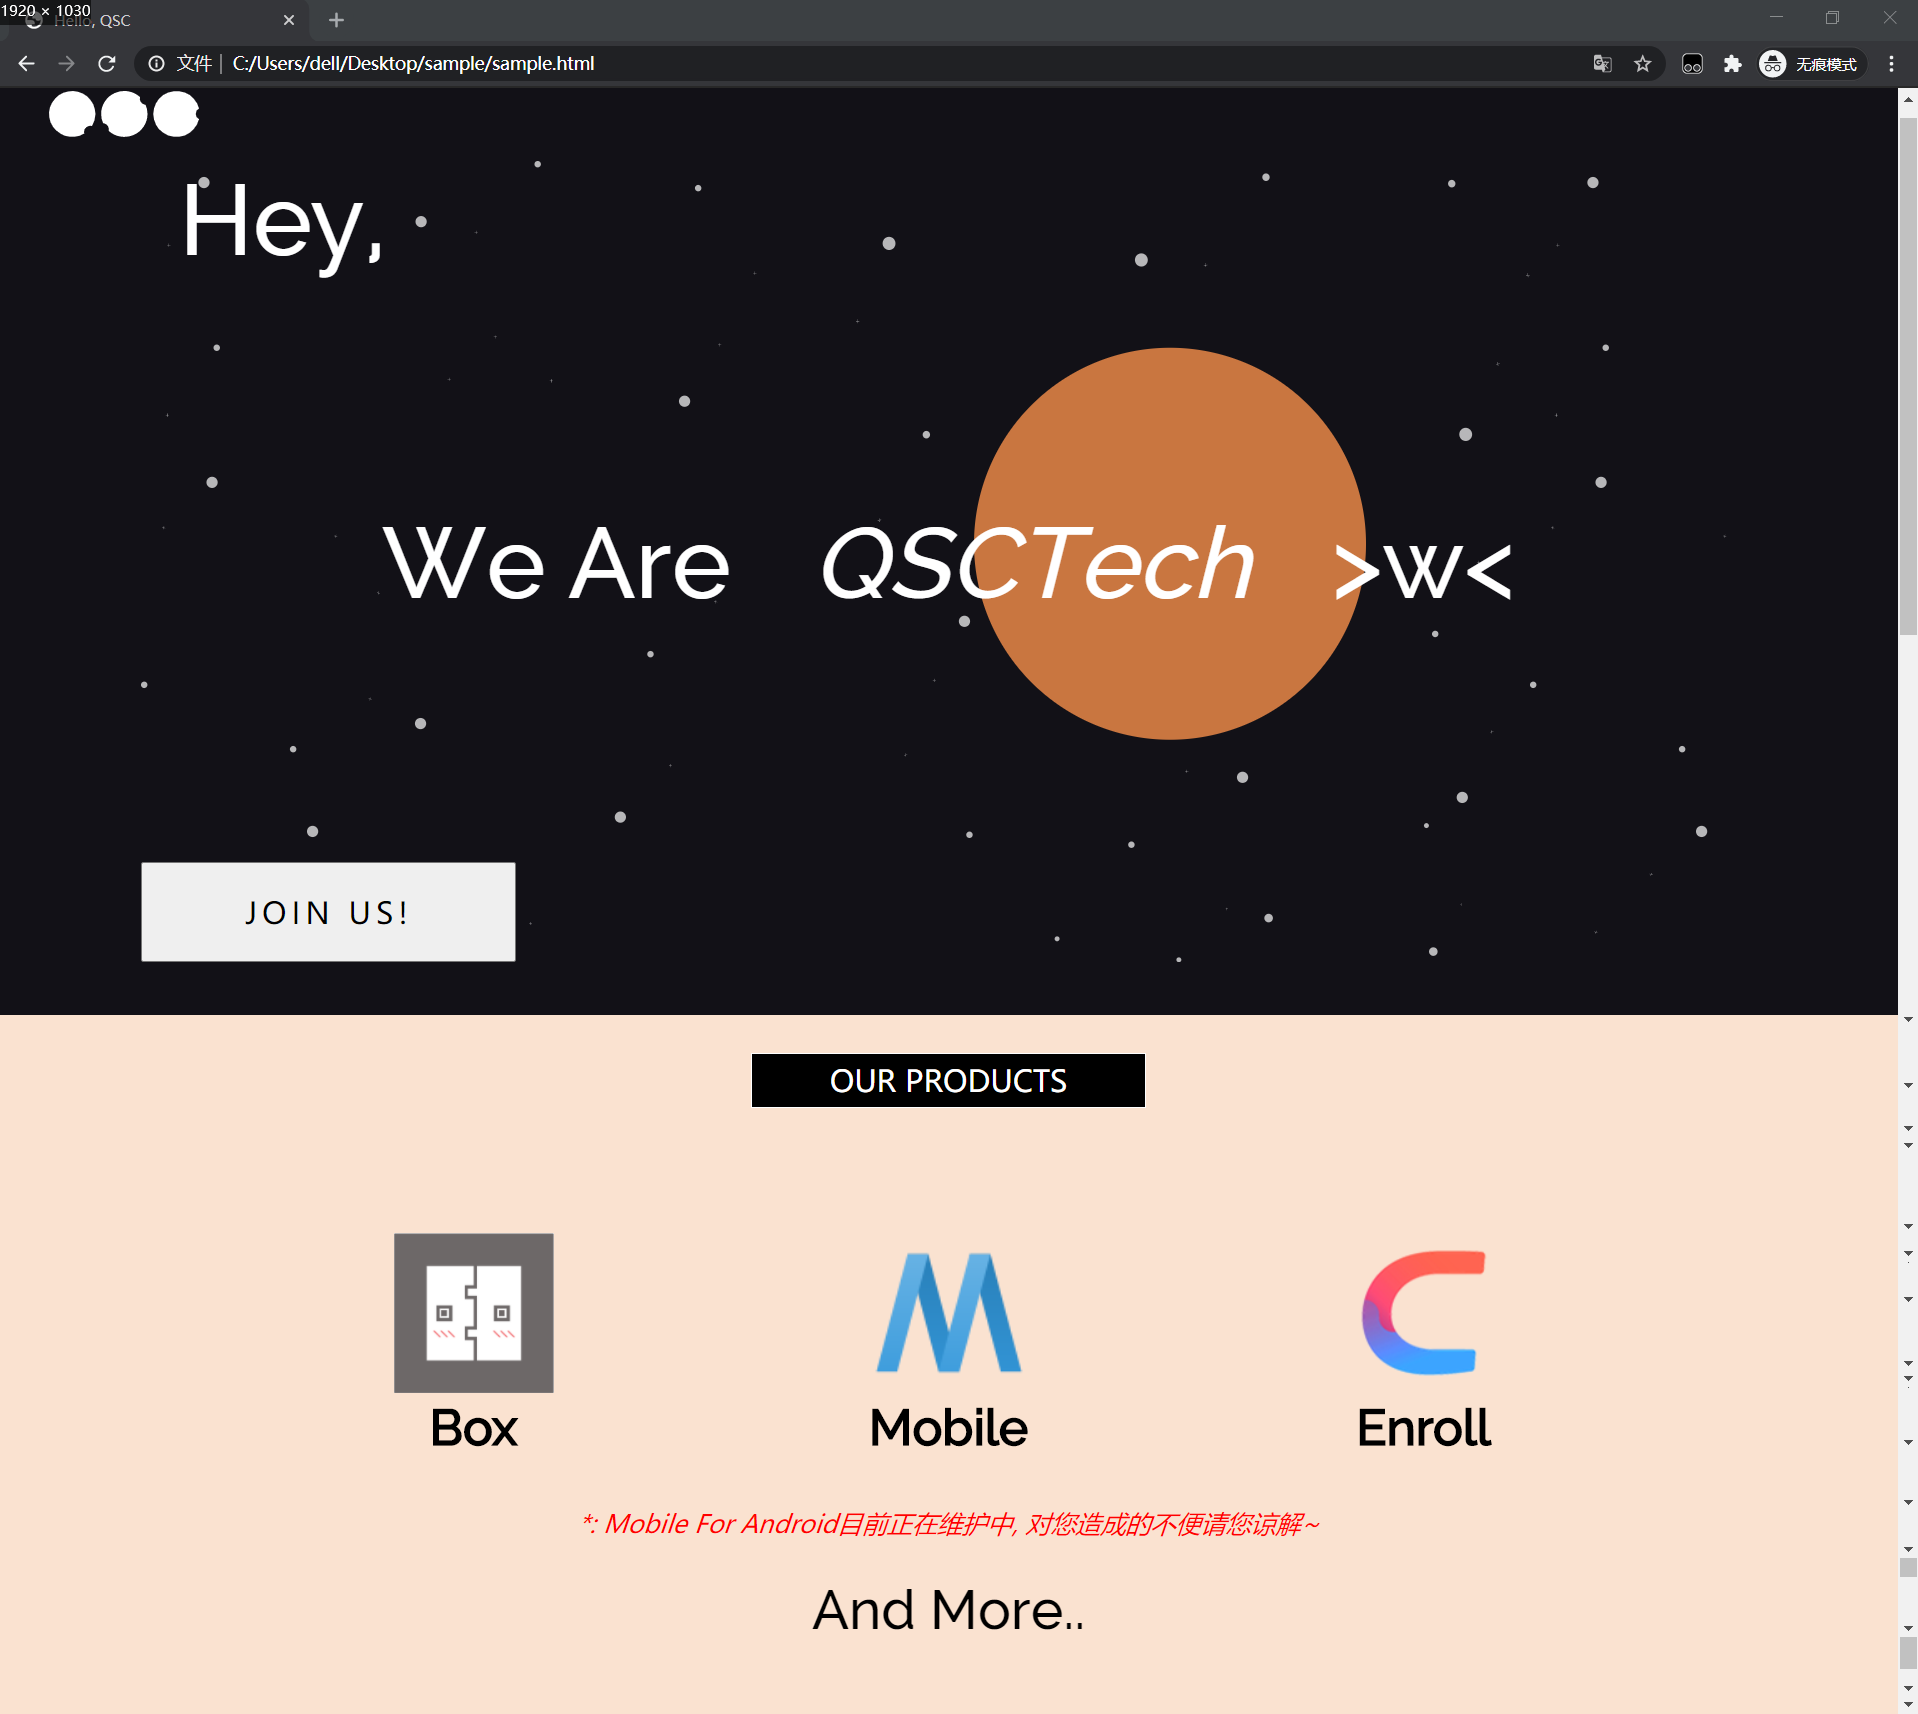 1920 × 1030
Hello, QSC
文件 C:/Users/dell/Desktop/sample/sample.html
无痕模式
QSC
Hey,
We Are QSCTech >w<
JOIN US!
OUR PRODUCTS
Box Mobile Enroll
*: Mobile For Android目前正在维护中, 对您造成的不便请您谅解~
And More..